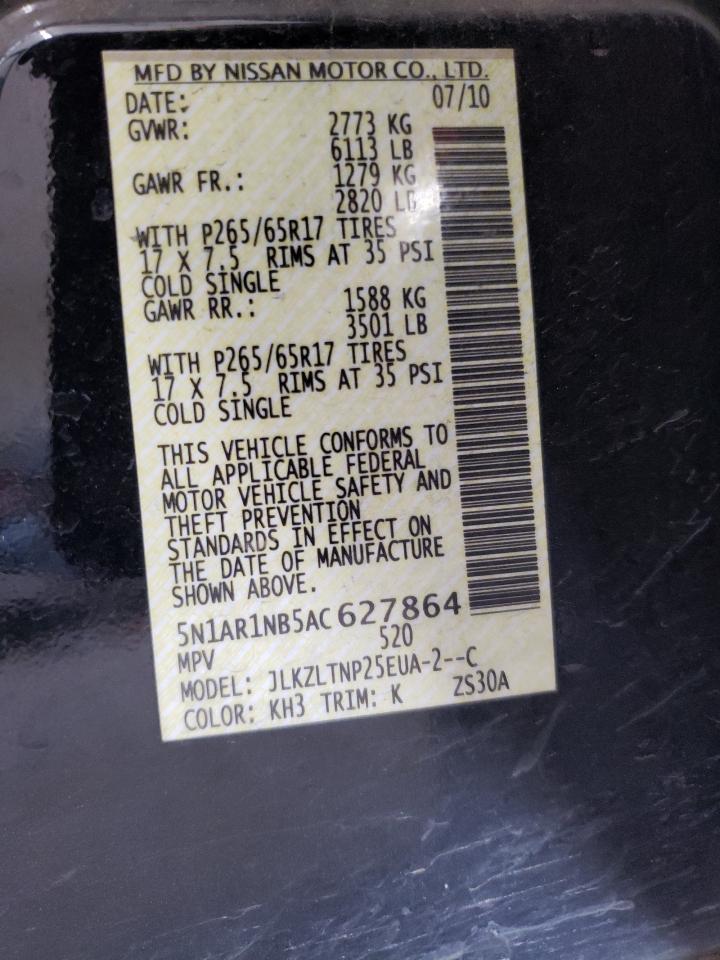 MFD BY NISSAN MOTOR CO., LTD.
DATE: 07/10
GVWR: 2773 KG
6113 LB
GAWR FR.: 1279 KG
2820 LB
WITH P265/65R17 TIRES
17 X 7.5 RIMS AT 35 PSI
COLD SINGLE
GAWR RR.: 1588 KG
3501 LB
WITH P265/65R17 TIRES
17 X 7.5 RIMS AT 35 PSI
COLD SINGLE
THIS VEHICLE CONFORMS TO
ALL APPLICABLE FEDERAL
MOTOR VEHICLE SAFETY AND
THEFT PREVENTION
STANDARDS IN EFFECT ON
THE DATE OF MANUFACTURE
SHOWN ABOVE.
5N1AR1NB5AC627864
MPV 520
MODEL: JLKZLTNP25EUA-2--C
COLOR: KH3 TRIM: K ZS30A